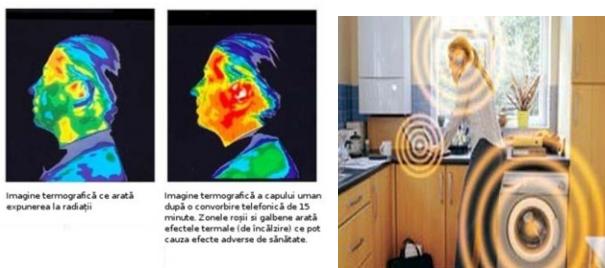 Imagine termografică ce arată
expunerea la radiații
Imagine termografică a capului uman
după o convorbire telefonică de 15
minute. Zonele roșii si galbene arată
efectele termale (de încălzire) ce pot
cauza efecte adverse de sănătate.